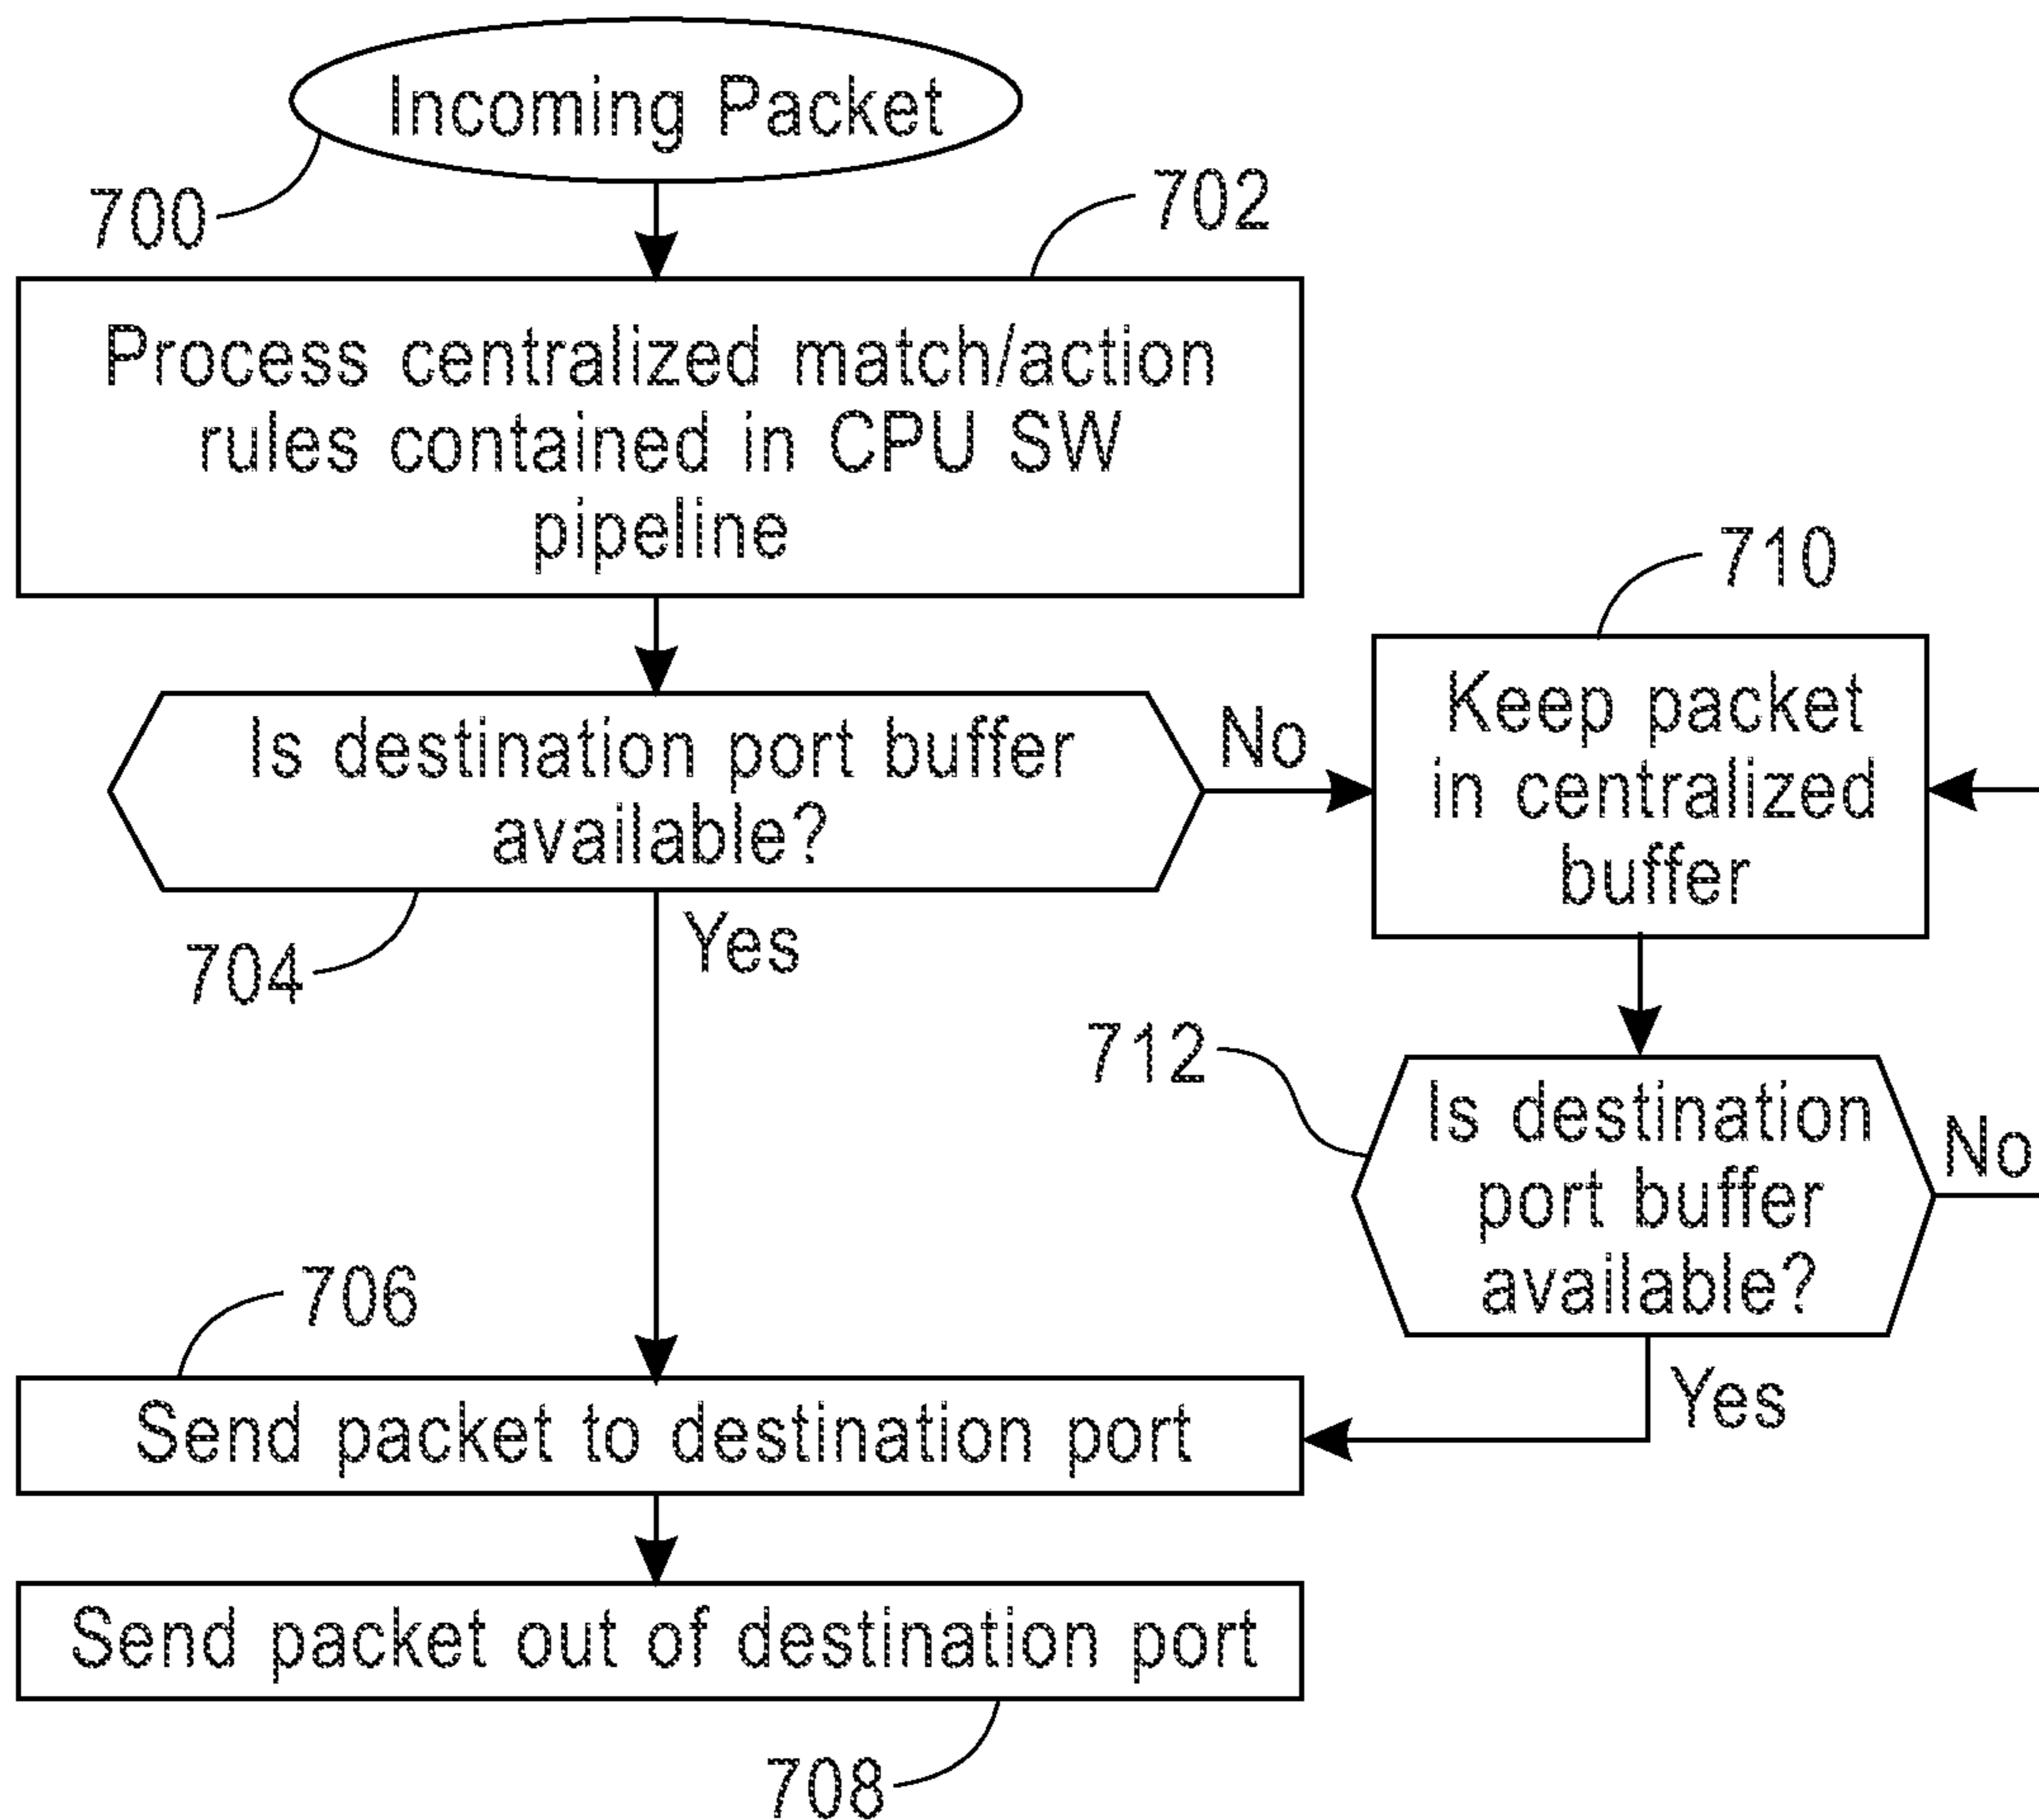 Incoming Packet
700
702
Process centralized match/action
rules contained in CPU SW
pipeline
710
Is destination port buffer
available?
No
Keep packet
in centralized
buffer
704
Yes
712
Is destination
port buffer
available?
No
706
Yes
Send packet to destination port
Send packet out of destination port
708